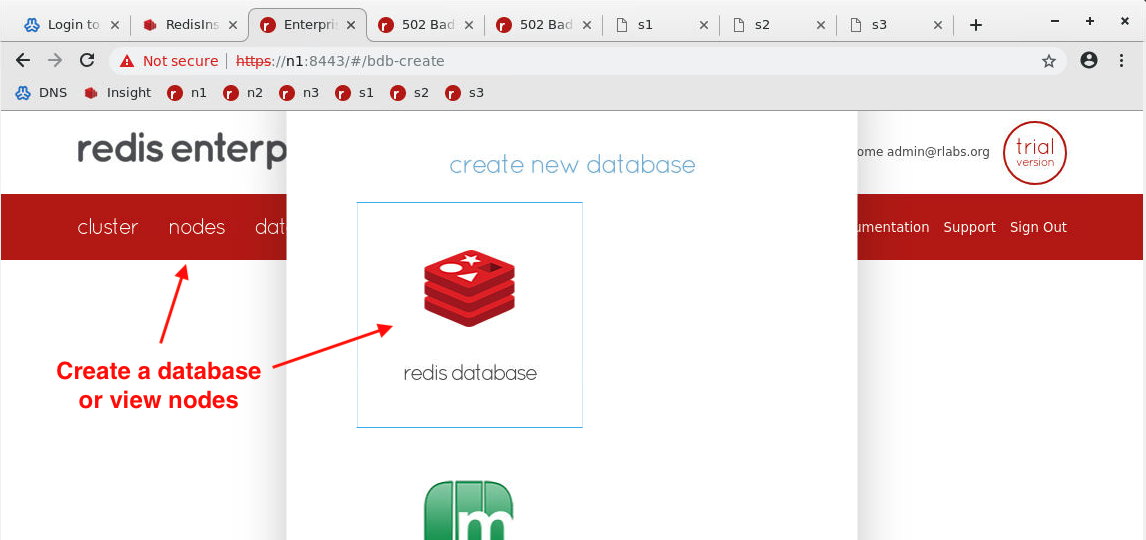 Login to
RedisIns
Enterpris
502 Bad
502 Bad
s1
s2
s3
Not secure https://n1:8443/#/bdb-create
DNS Insight n1 n2 n3 s1 s2 s3
redis enterp
create new database
ome admin@rlabs.org
trial
version
cluster nodes dat
umentation Support Sign Out
redis database
Create a database
or view nodes
m